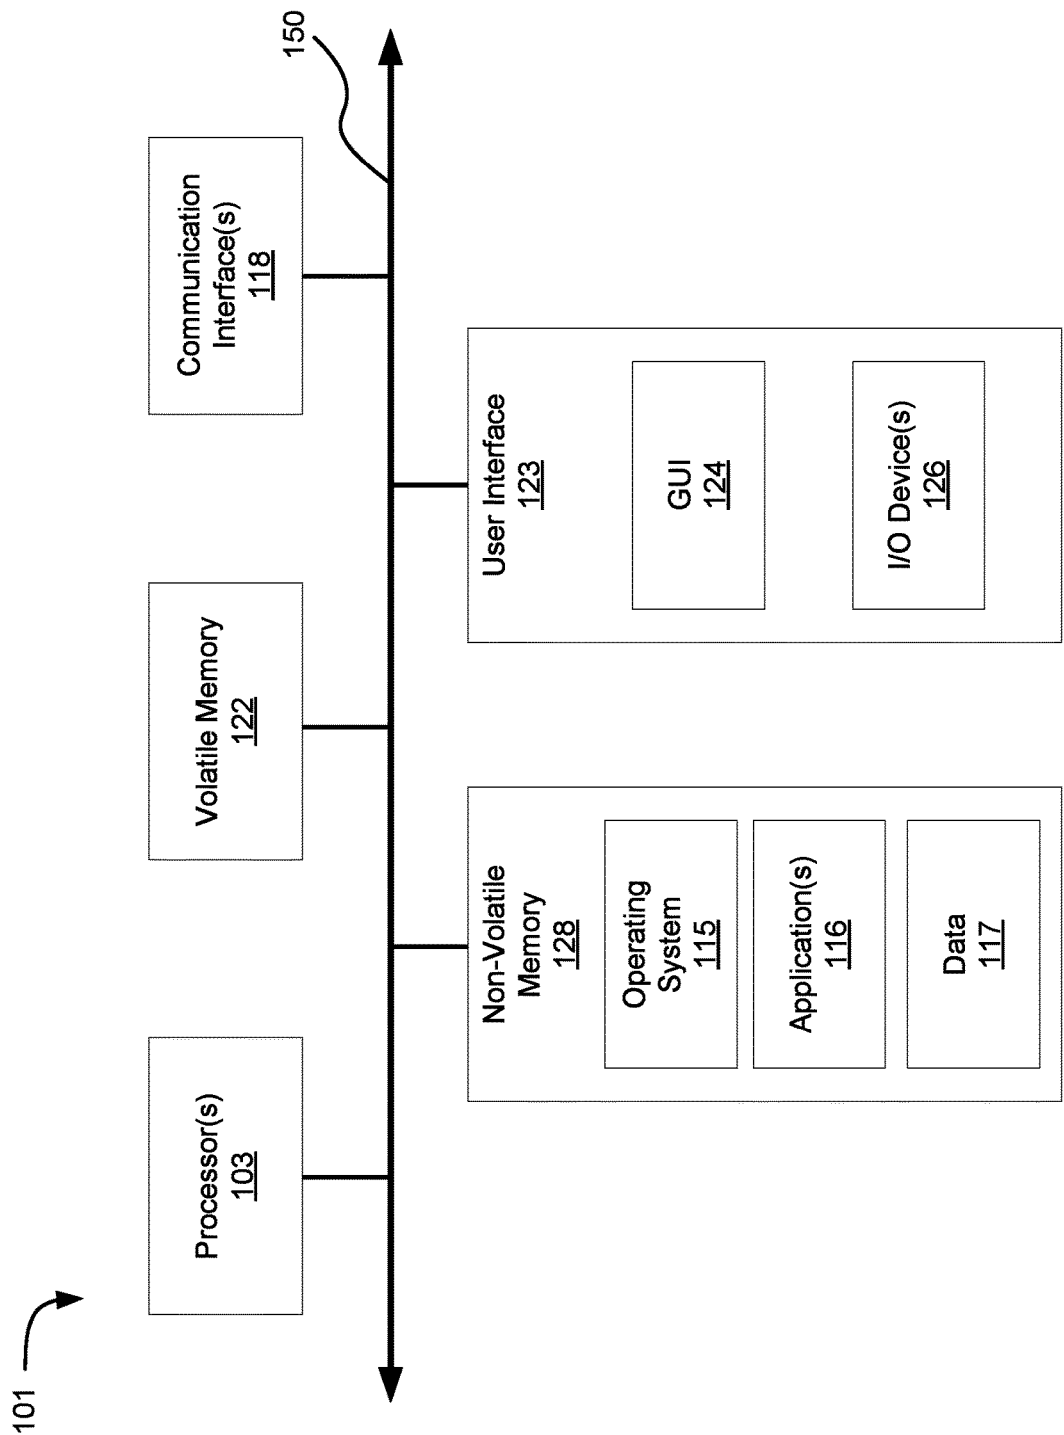 101
Processor(s)
103
Volatile Memory
122
Communication
Interface(s)
118
150
Non-Volatile
Memory
128
Operating
System
115
Application(s)
116
Data
117
User Interface
123
GUI
124
I/O Device(s)
126